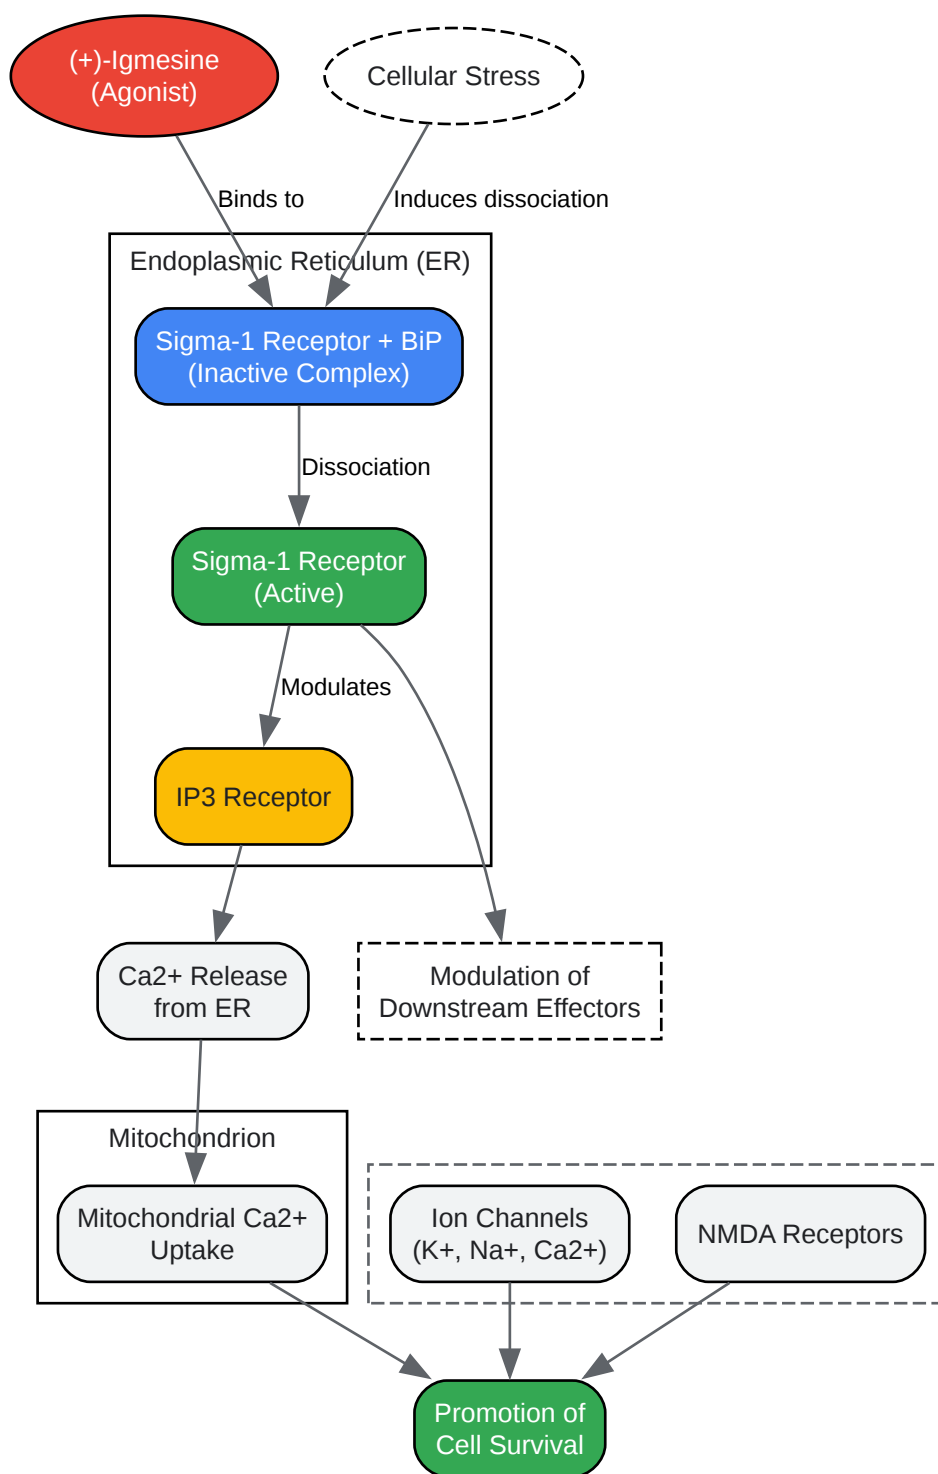 (+)-Igmesine
(Agonist)
Cellular Stress
Binds to
Induces dissociation
Endoplasmic Reticulum (ER)
Sigma-1 Receptor + BiP
(Inactive Complex)
Dissociation
Sigma-1 Receptor
(Active)
Modulates
IP3 Receptor
Ca2+ Release
from ER
Modulation of
Downstream Effectors
Mitochondrion
Mitochondrial Ca2+
Uptake
Ion Channels
(K+, Na+, Ca2+)
NMDA Receptors
Promotion of
Cell Survival